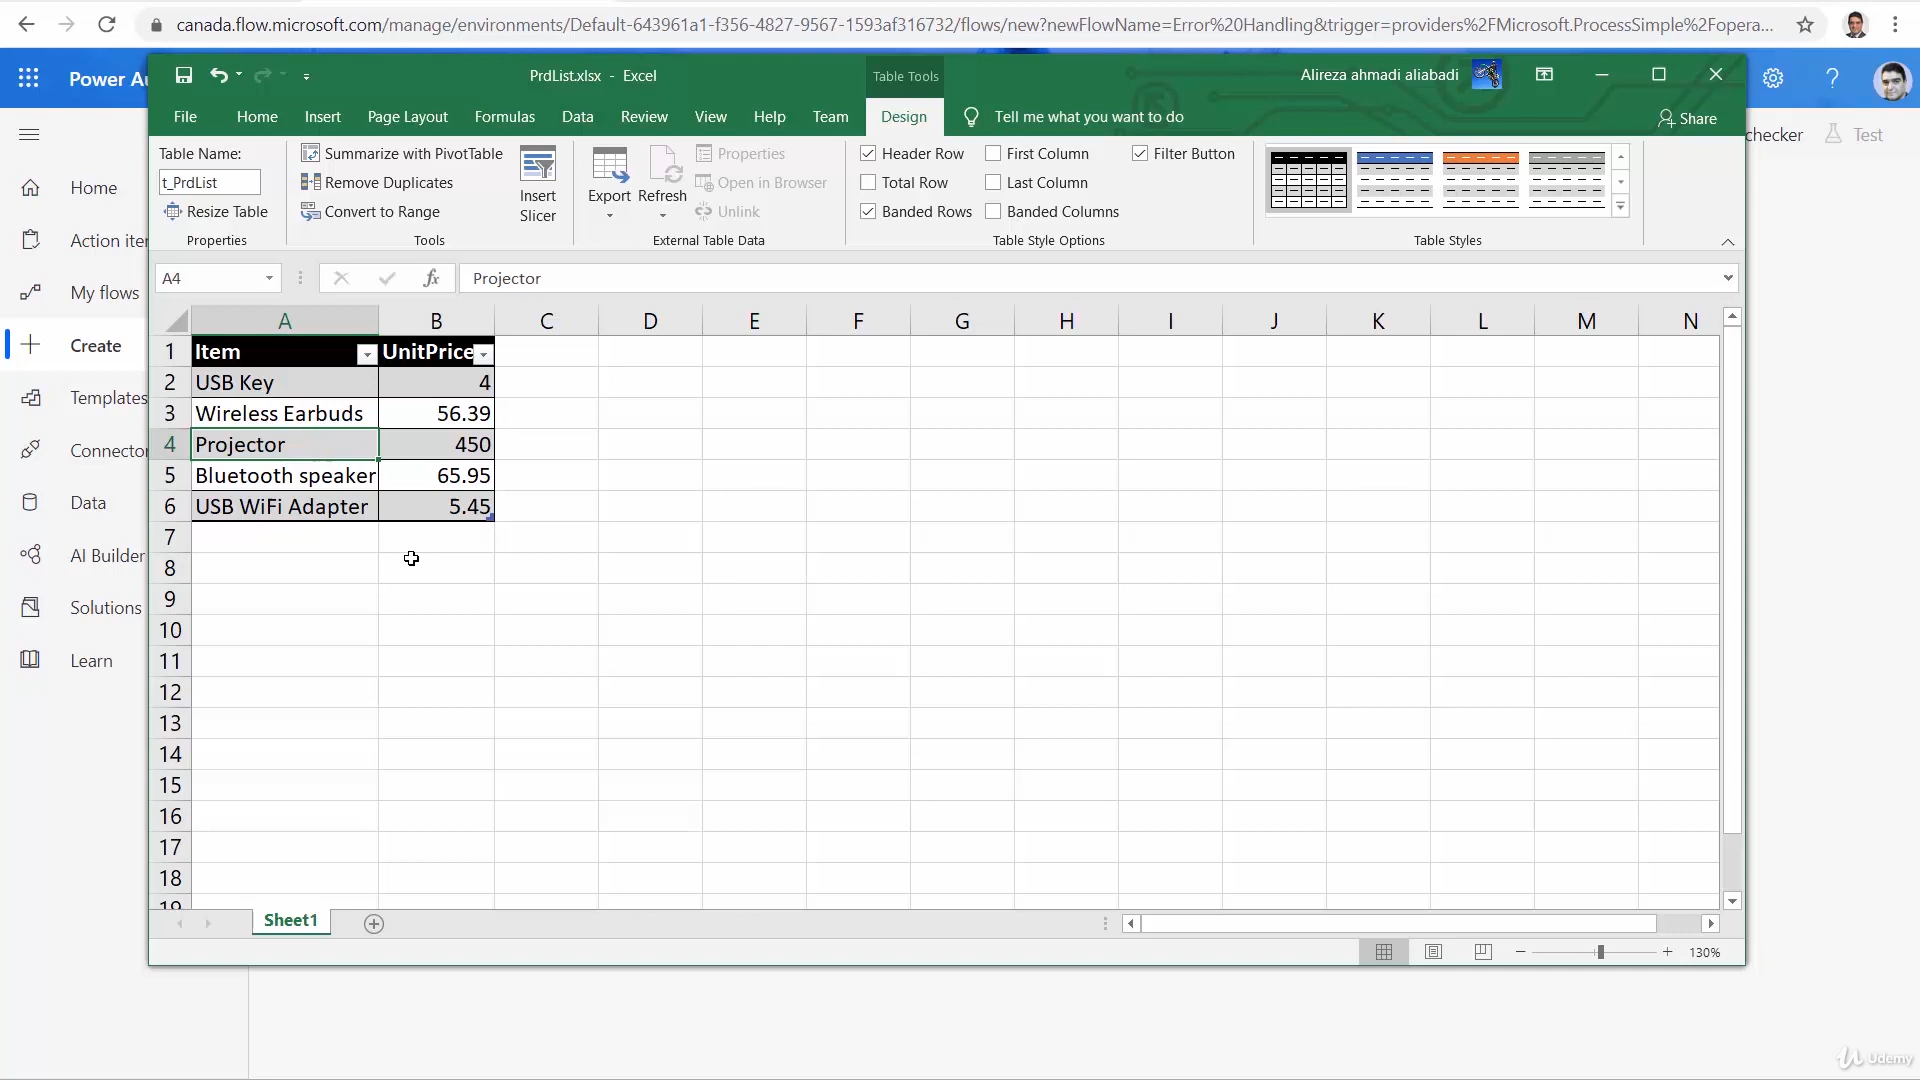 canada.flow.microsoft.com/manage/environments/Default-643961a1-f356-4827-9567-1593af316732/flows/new?newFlowName=Error%20Handling&trigger=providers%2FMicrosoft.ProcessSimple%2Fopera...
Power Au
PrdList.xlsx - Excel
Table Tools
Alireza ahmadi aliabadi
File Home Insert Page Layout Formulas Data Review View Help Team Design Tell me what you want to do Share
checker Test
Table Name:
t_PrdList
Resize Table
Properties
Summarize with PivotTable
Remove Duplicates
Convert to Range
Insert
Slicer
Tools
Export
Refresh
Properties
Open in Browser
Unlink
External Table Data
Header Row
Total Row
Banded Rows
First Column
Last Column
Banded Columns
Filter Button
Table Style Options
Table Styles
A4
fx
Projector
A B C D E F G H I J K L M N
1 Item UnitPrice
2 USB Key 4
3 Wireless Earbuds 56.39
4 Projector 450
5 Bluetooth speaker 65.95
6 USB WiFi Adapter 5.45
7
8
9
10
11
12
13
14
15
16
17
18
19
Sheet1
130%
Home
Action iter
My flows
Create
Templates
Connector
Data
AI Builder
Solutions
Learn
Udemy